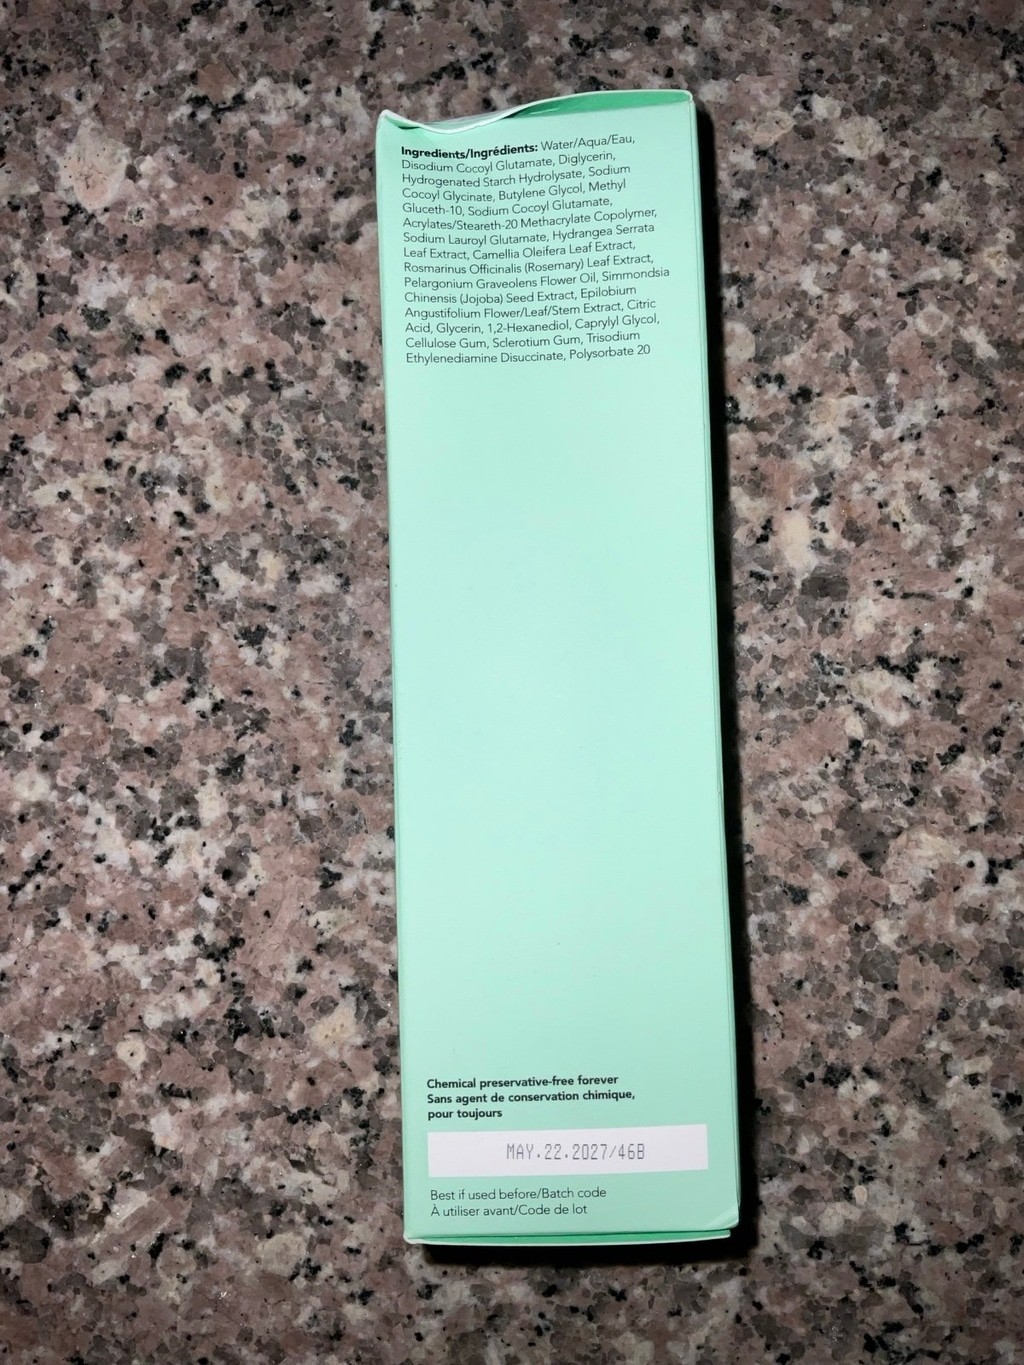 Ingredients/Ingrédients: Water/Aqua/Eau,
Disodium Cocoyl Glutamate, Diglycerin,
Hydrogenated Starch Hydrolysate, Sodium
Cocoyl Glycinate, Butylene Glycol, Methyl
Gluceth-10, Sodium Cocoyl Glutamate,
Acrylates/Steareth-20 Methacrylate Copolymer,
Sodium Lauroyl Glutamate, Hydrangea Serrata
Leaf Extract, Camellia Oleifera Leaf Extract,
Rosmarinus Officinalis (Rosemary) Leaf Extract,
Pelargonium Graveolens Flower Oil, Simmondsia
Chinensis (Jojoba) Seed Extract, Epilobium
Angustifolium Flower/Leaf/Stem Extract, Citric
Acid, Glycerin, 1,2-Hexanediol, Caprylyl Glycol,
Cellulose Gum, Sclerotium Gum, Trisodium
Ethylenediamine Disuccinate, Polysorbate 20
Chemical preservative-free forever
Sans agent de conservation chimique,
pour toujours
MAY.22.2027/46B
Best if used before/Batch code
À utiliser avant/Code de lot